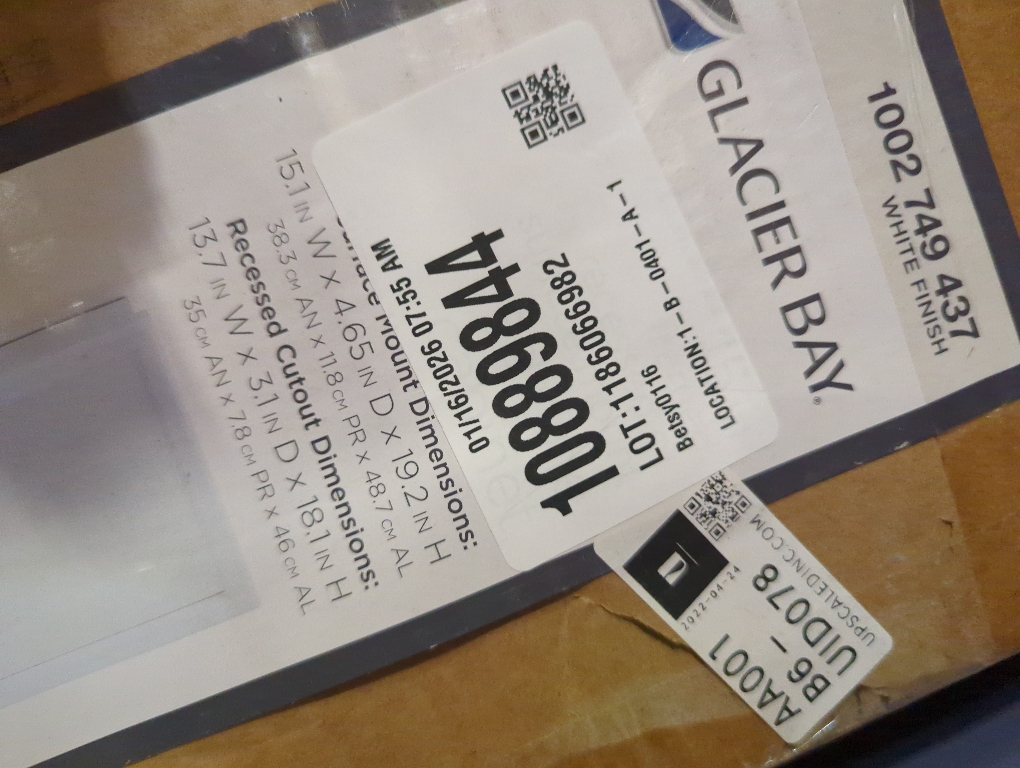 1002 749 437
WHITE FINISH
GLACIER BAY®
01/16/2026 07:55 AM
10889844
LOT:1186066982
Belsy0116
LOCATION:1-B-0401-A-1
Mount Dimensions:
15.1 IN W X 4.65 IN D X 19.2 IN H
38.3 CM AN X 11.8 CM PR X 48.7 CM AL
Recessed Cutout Dimensions:
13.7 IN W X 3.1 IN D X 18.1 IN H
35 CM AN X 7.8 CM PR X 46 CM AL
U
2022-04-24
AA001
B6-
UID078
UPSCALEDINC.COM